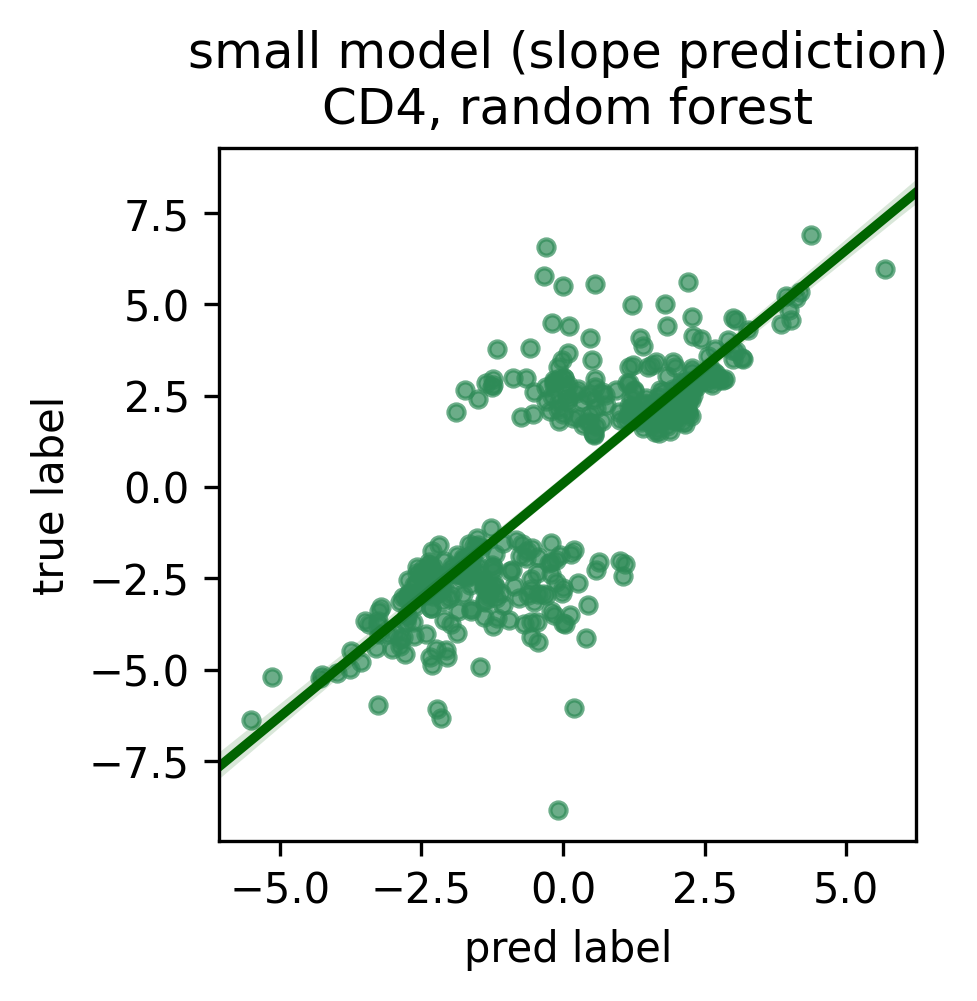 small model (slope prediction)
CD4, random forest
7.5
5.0
2.5
0.0
−2.5
−5.0
−7.5
true label
−5.0 −2.5 0.0 2.5 5.0
pred label